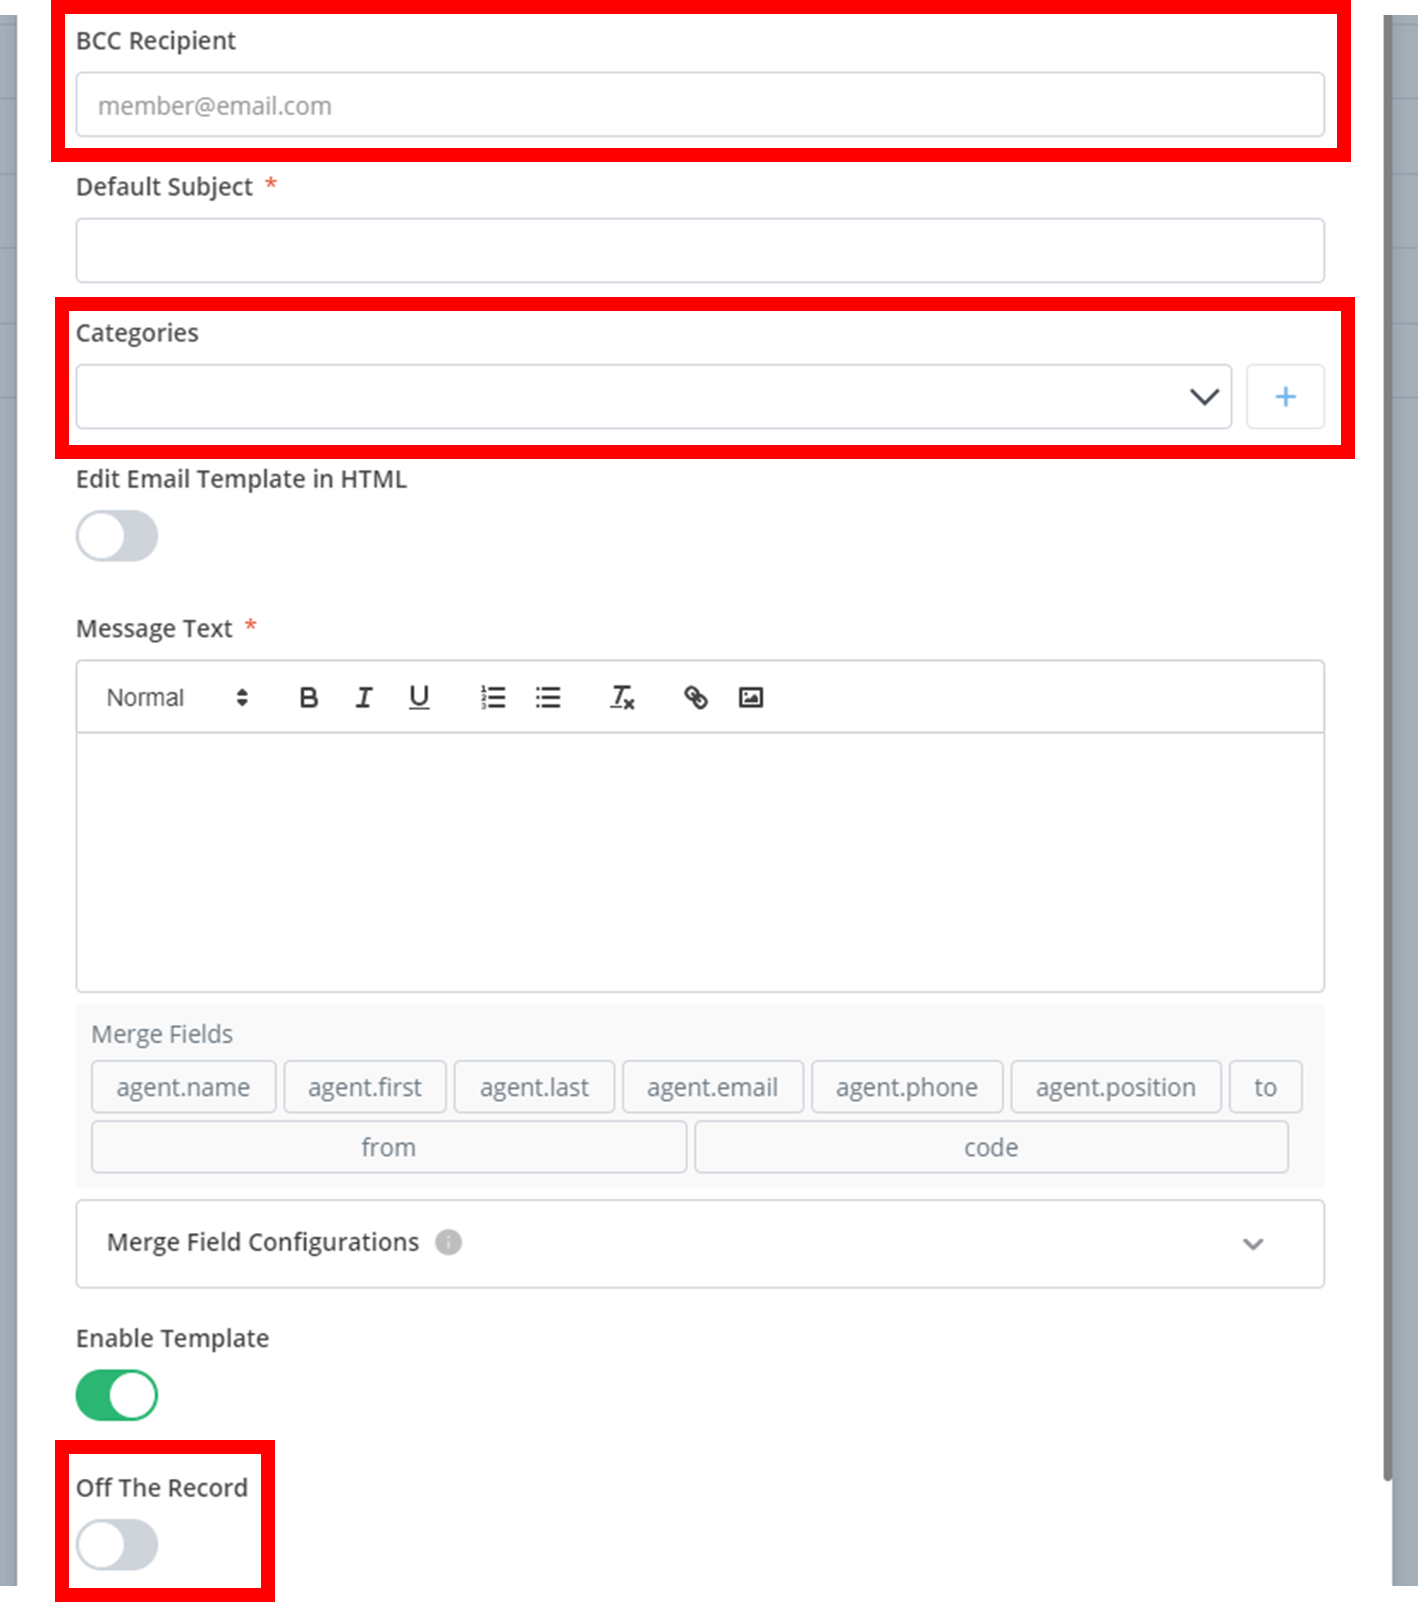 BCC Recipient
member@email.com
Default Subject *
Categories
+
Edit Email Template in HTML
Message Text *
Normal B I U
Merge Fields
agent.name agent.first agent.last agent.email agent.phone agent.position to
from code
Merge Field Configurations
Enable Template
Off The Record